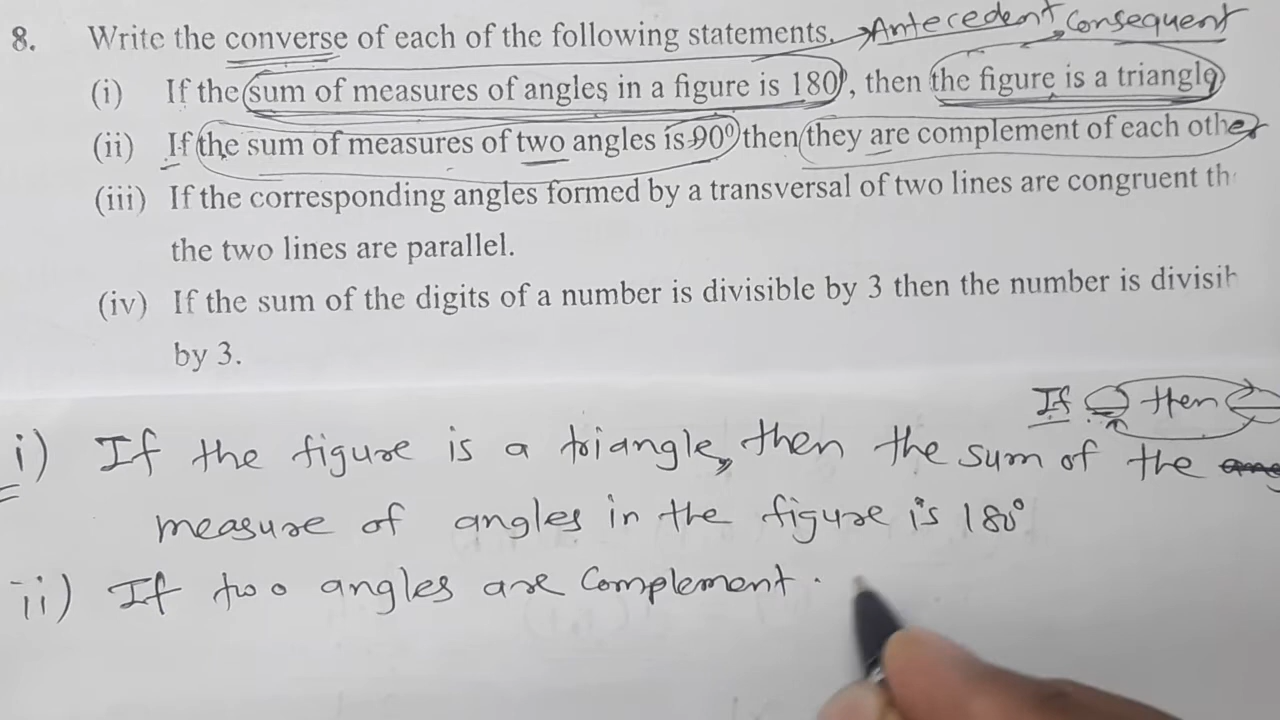 8. Write the converse of each of the following statements. → Antecedent, Consequent
(i) If the sum of measures of angles in a figure is 180°, then the figure is a triangle
(ii) If the sum of measures of two angles is 90° then they are complement of each other
(iii) If the corresponding angles formed by a transversal of two lines are congruent th
the two lines are parallel.
(iv) If the sum of the digits of a number is divisible by 3 then the number is divisib
by 3.
If then
i) If the figure is a triangle, then the sum of the
measure of angles in the figure is 180°
ii) If two angles are Complement.